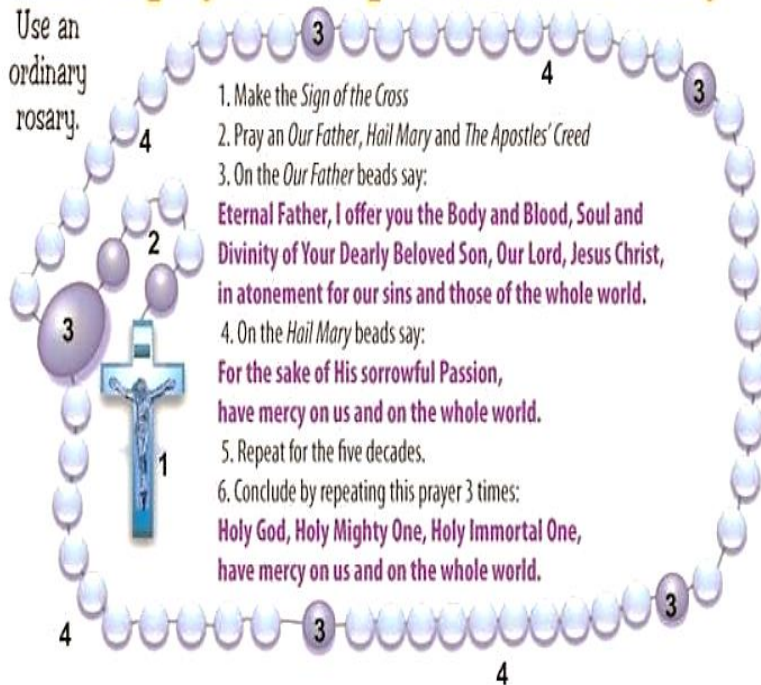 Use an
ordinary
rosary.
1. Make the Sign of the Cross
2. Pray an Our Father, Hail Mary and The Apostles' Creed
3. On the Our Father beads say:
Eternal Father, I offer you the Body and Blood, Soul and
Divinity of Your Dearly Beloved Son, Our Lord, Jesus Christ,
in atonement for our sins and those of the whole world.
4. On the Hail Mary beads say:
For the sake of His sorrowful Passion,
have mercy on us and on the whole world.
5. Repeat for the five decades.
6. Conclude by repeating this prayer 3 times:
Holy God, Holy Mighty One, Holy Immortal One,
have mercy on us and on the whole world.
3
4
3
4
2
3
1
3
3
4
4